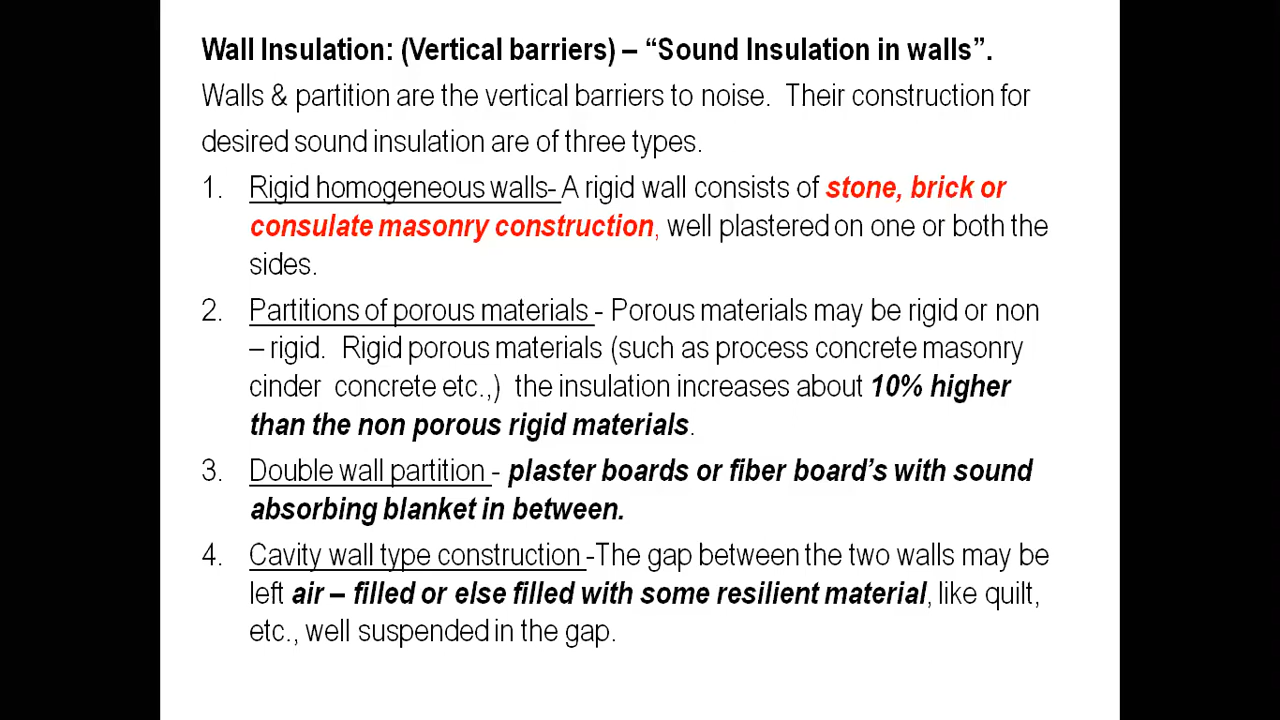 Wall Insulation: (Vertical barriers) – “Sound Insulation in walls”.
Walls & partition are the vertical barriers to noise. Their construction for
desired sound insulation are of three types.
1. Rigid homogeneous walls- A rigid wall consists of stone, brick or
consulate masonry construction, well plastered on one or both the
sides.
2. Partitions of porous materials - Porous materials may be rigid or non
– rigid. Rigid porous materials (such as process concrete masonry
cinder concrete etc.,) the insulation increases about 10% higher
than the non porous rigid materials.
3. Double wall partition - plaster boards or fiber board’s with sound
absorbing blanket in between.
4. Cavity wall type construction -The gap between the two walls may be
left air – filled or else filled with some resilient material, like quilt,
etc., well suspended in the gap.